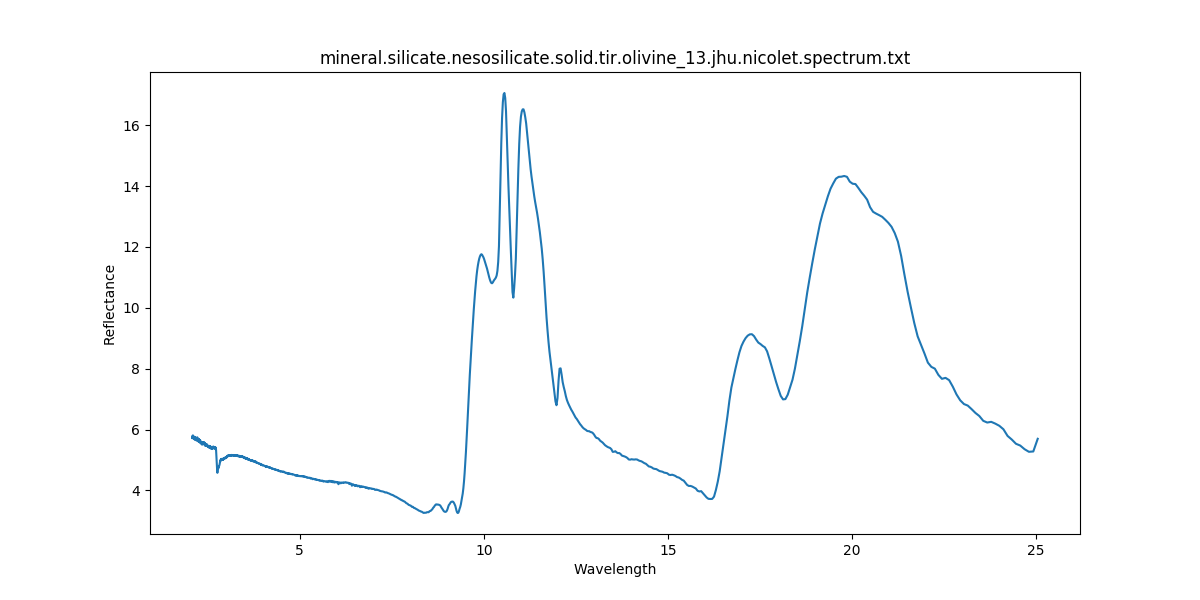 mineral.silicate.nesosilicate.solid.tir.olivine_13.jhu.nicolet.spectrum.txt
16
14
12
10
8
6
4
Reflectance
5 10 15 20 25
Wavelength